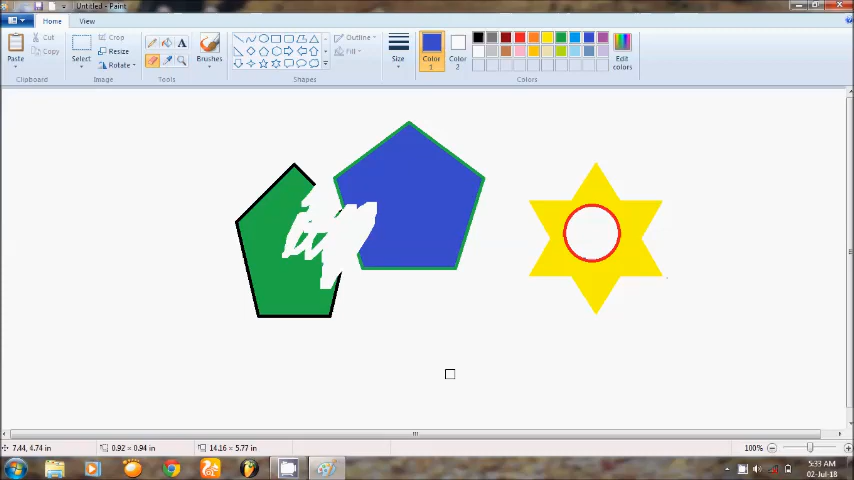 Untitled - Paint
Home
View
Paste
Cut
Copy
Clipboard
Select
Crop
Resize
Rotate
Image
A
Tools
Brushes
Outline
Fill
Shapes
Size
Color
1
Color
2
Edit
colors
Colors
7.44, 4.74 in
0.92 × 0.94 in
14.16 × 5.77 in
100%
5:33 AM
02-Jul-18